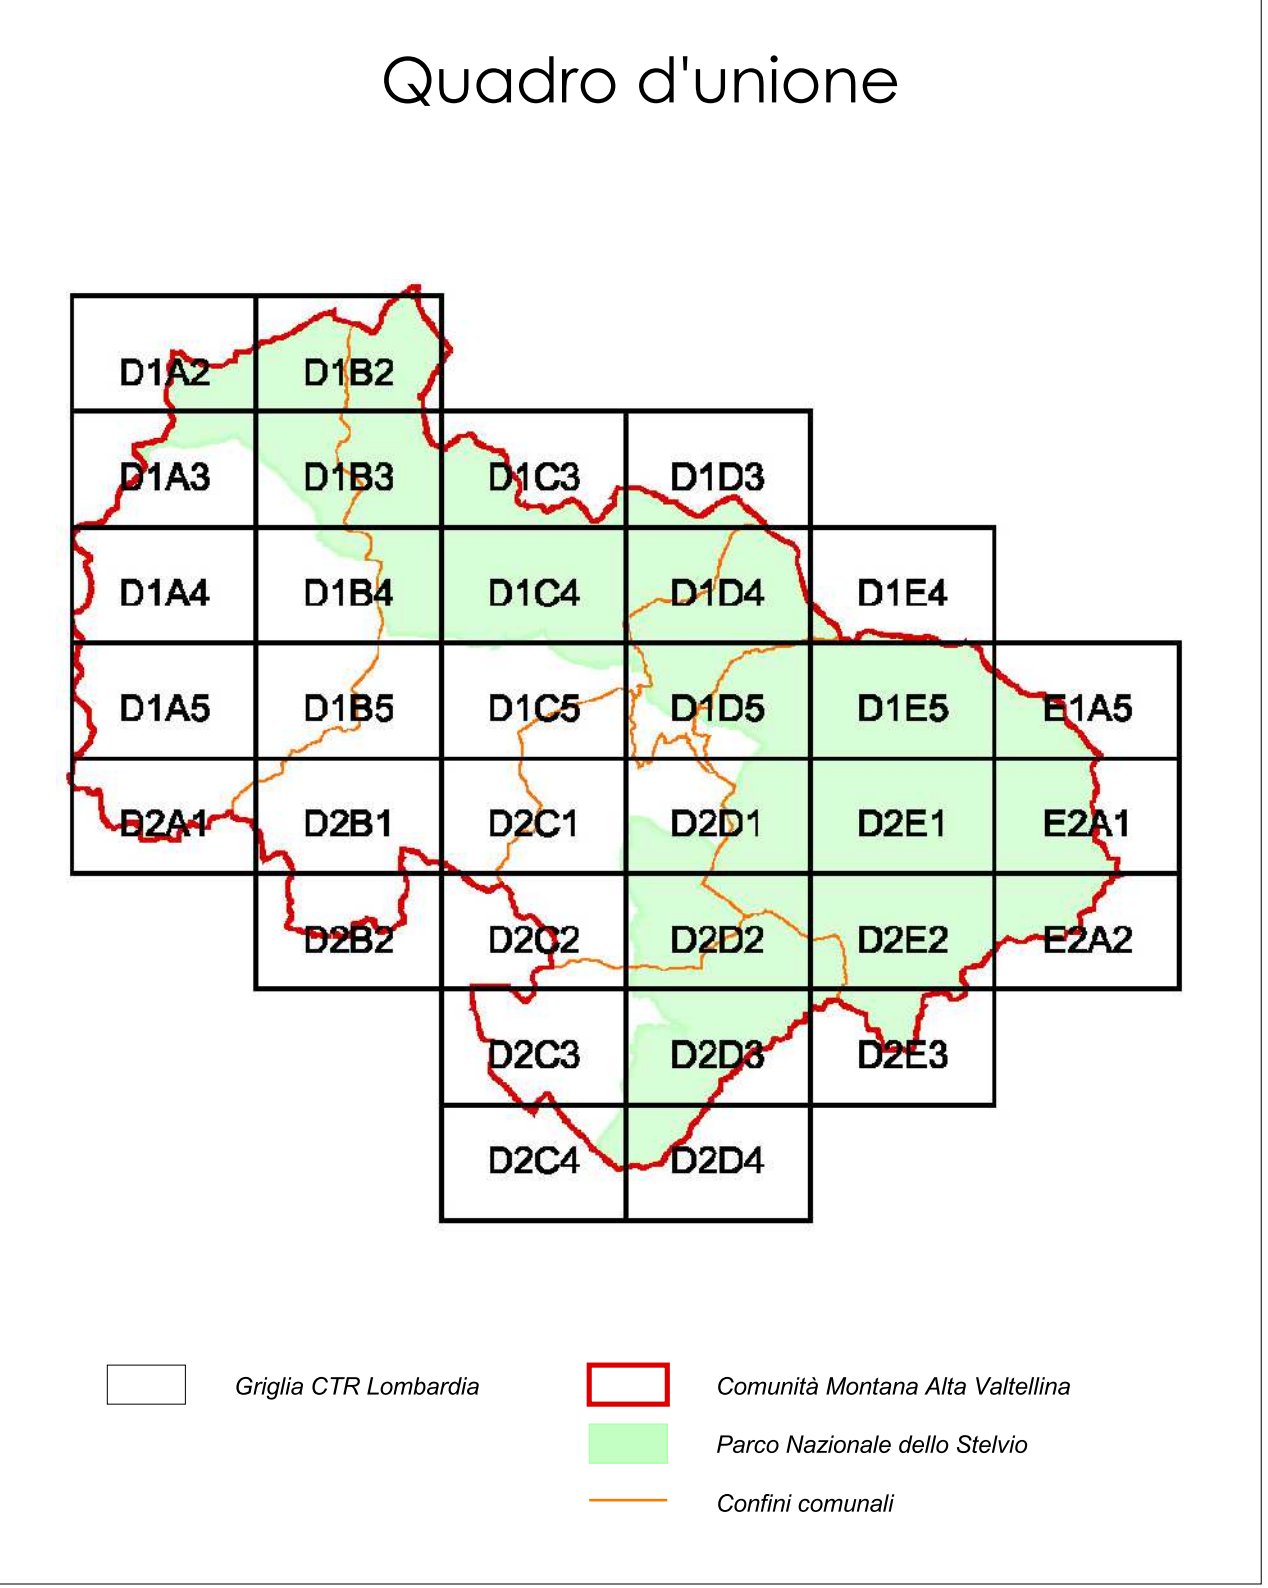 Quadro d'unione
D1A2 D1B2
D1A3 D1B3 D1C3 D1D3
D1A4 D1B4 D1C4 D1D4 D1E4
D1A5 D1B5 D1C5 D1D5 D1E5 E1A5
D2A1 D2B1 D2C1 D2D1 D2E1 E2A1
D2B2 D2C2 D2D2 D2E2 E2A2
D2C3 D2D3 D2E3
D2C4 D2D4
Griglia CTR Lombardia
Comunità Montana Alta Valtellina
Parco Nazionale dello Stelvio
Confini comunali